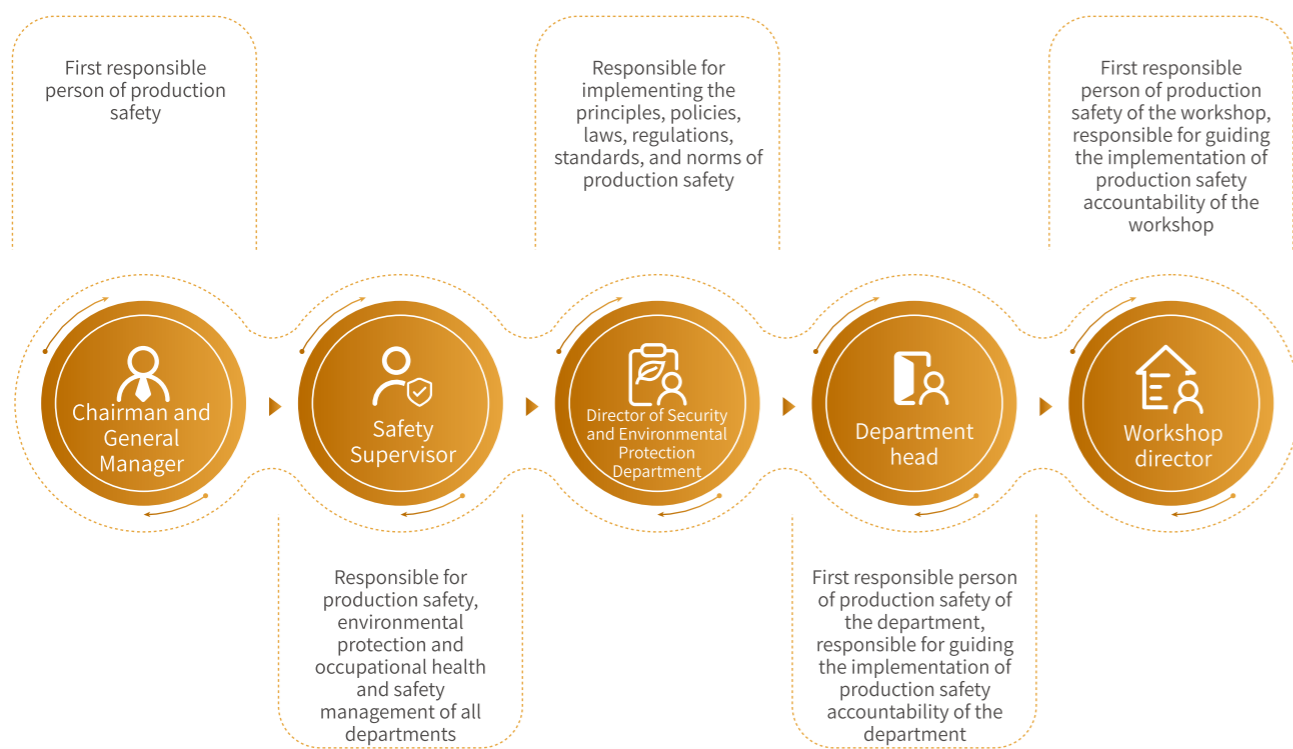 First responsible
person of production
safety
Responsible for
implementing the
principles, policies,
laws, regulations,
standards, and norms of
production safety
First responsible
person of production
safety of the workshop,
responsible for guiding
the implementation of
production safety
accountability of the
workshop
Chairman and
General
Manager
Safety
Supervisor
Director of Security
and Environmental
Protection
Department
Department
head
Workshop
director
Responsible for
production safety,
environmental
protection and
occupational health
and safety
management of all
departments
First responsible person
of production safety of
the department,
responsible for guiding
the implementation of
production safety
accountability of the
department